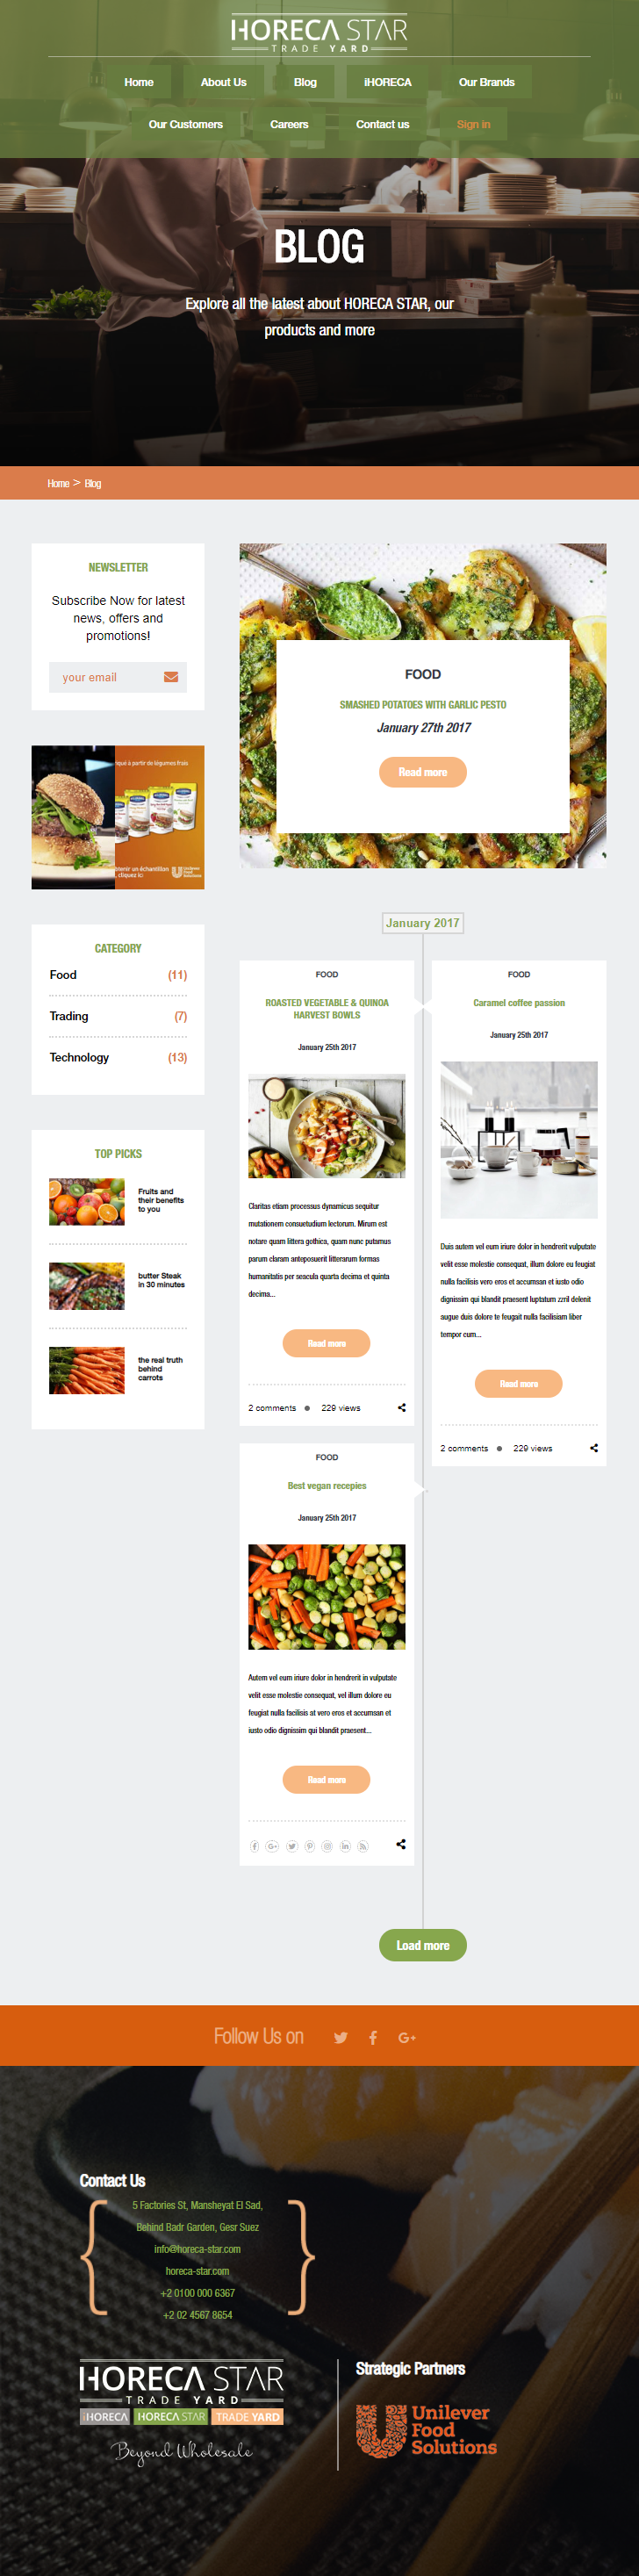 HORECA STAR
TRADE YARD
Home
About Us
Blog
iHORECA
Our Brands
Our Customers
Careers
Contact us
Sign in
BLOG
Explore all the latest about HORECA STAR, our
products and more
Home > Blog
NEWSLETTER
Subscribe Now for latest
news, offers and
promotions!
your email
iqué à partir de légumes frais
btenir un échantillon
, cliquez ici
Unilever
Food
Solutions
CATEGORY
Food (11)
Trading (7)
Technology (13)
TOP PICKS
Fruits and
their benefits
to you
butter Steak
in 30 minutes
the real truth
behind
carrots
FOOD
SMASHED POTATOES WITH GARLIC PESTO
January 27th 2017
Read more
January 2017
FOOD
ROASTED VEGETABLE & QUINOA
HARVEST BOWLS
January 25th 2017
Claritas etiam processus dynamicus sequitur
mutationem consuetudium lectorum. Mirum est
notare quam littera gothica, quam nunc putamus
parum claram anteposuerit litterarum formas
humanitatis per seacula quarta decima et quinta
decima...
Read more
2 comments
229 views
FOOD
Caramel coffee passion
January 25th 2017
Duis autem vel eum iriure dolor in hendrerit vulputate
velit esse molestie consequat, illum dolore eu feugiat
nulla facilisis vero eros et accumsan et iusto odio
dignissim qui blandit praesent luptatum zzril delenit
augue duis dolore te feugait nulla facilisiam liber
tempor cum...
Read more
2 comments
229 views
FOOD
Best vegan recepies
January 25th 2017
Autem vel eum iriure dolor in hendrerit in vulputate
velit esse molestie consequat, vel illum dolore eu
feugiat nulla facilisis at vero eros et accumsan et
iusto odio dignissim qui blandit praesent...
Read more
Load more
Follow Us on
Contact Us
5 Factories St, Mansheyat El Sad,
Behind Badr Garden, Gesr Suez
info@horeca-star.com
horeca-star.com
+2 0100 000 6367
+2 02 4567 8654
HORECA STAR
TRADE YARD
iHORECA
HORECA STAR
TRADE YARD
Beyond Wholesale
Strategic Partners
Unilever
Food
Solutions